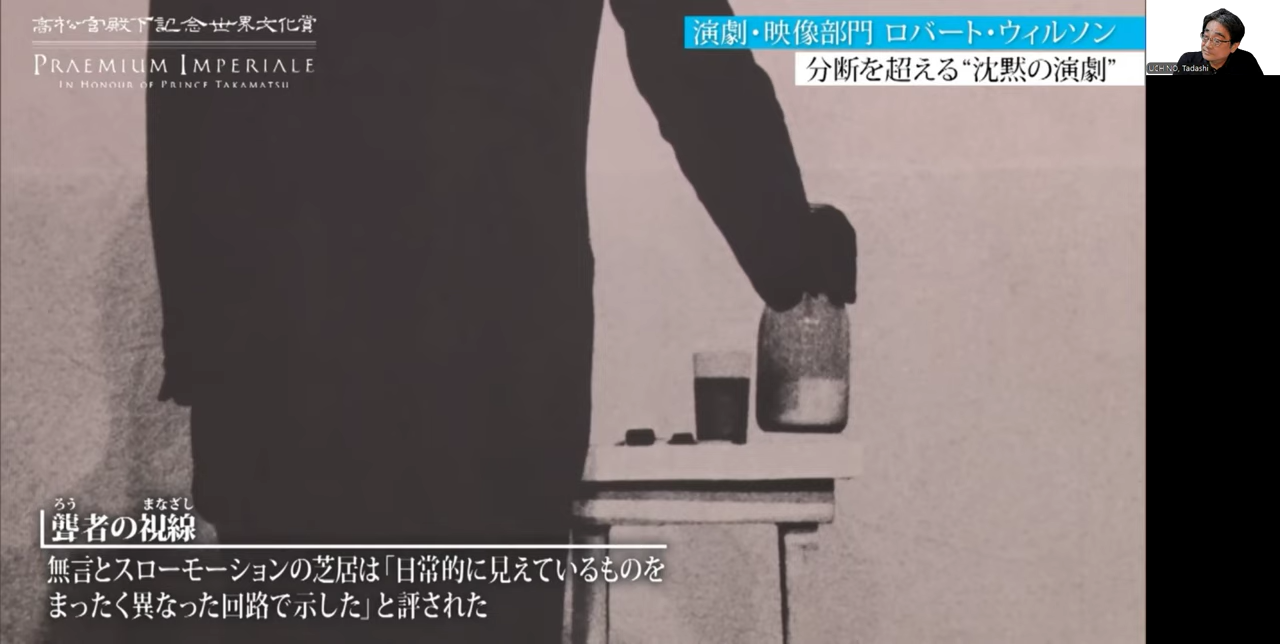 高松宮殿下記念世界文化賞
PRAEMIUM IMPERIALE
IN HONOUR OF PRINCE TAKAMATSU
演劇・映像部門 ロバート・ウィルソン
分断を超える“沈黙の演劇”
UCHINO, Tadashi
ろう まなざし
聾者の視線
無言とスローモーションの芝居は「日常的に見えているものを
まったく異なった回路で示した」と評された